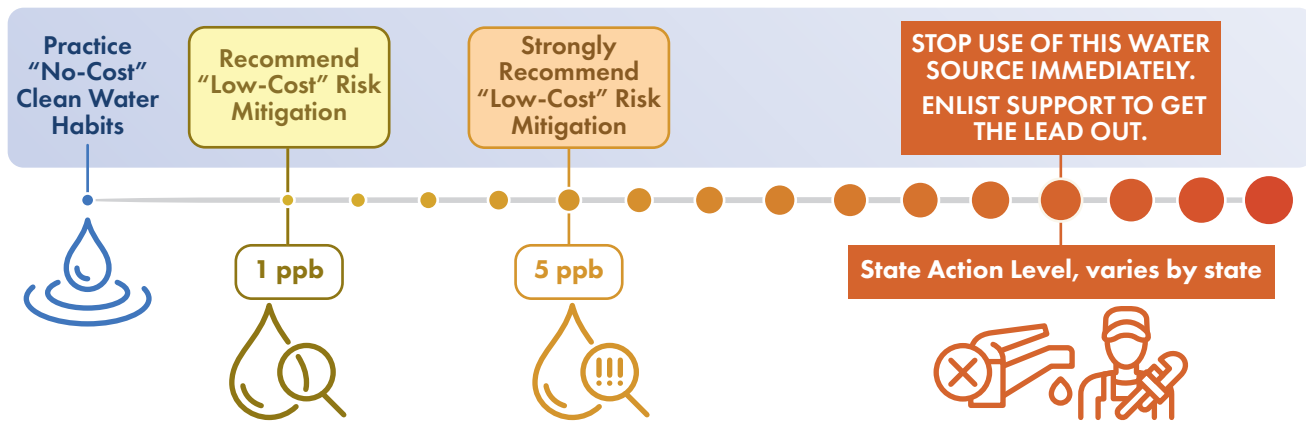 Practice
“No-Cost”
Clean Water
Habits
Recommend
“Low-Cost” Risk
Mitigation
Strongly
Recommend
“Low-Cost” Risk
Mitigation
STOP USE OF THIS WATER
SOURCE IMMEDIATELY.
ENLIST SUPPORT TO GET
THE LEAD OUT.
1 ppb
5 ppb
State Action Level, varies by state
!!!